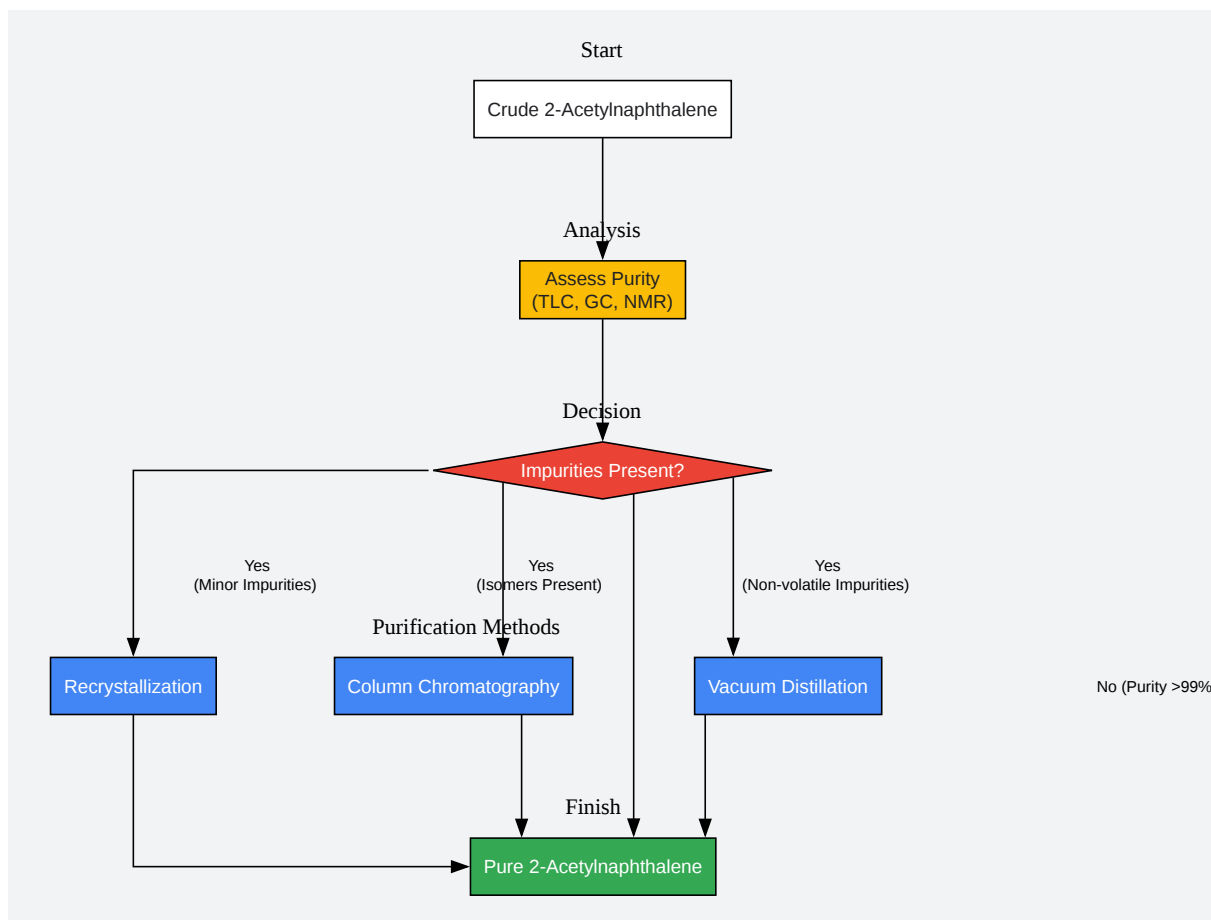 Start
Crude 2-Acetylnaphthalene
Analysis
Assess Purity
(TLC, GC, NMR)
Decision
Impurities Present?
Yes
(Minor Impurities)
Yes
(Isomers Present)
Yes
(Non-volatile Impurities)
Purification Methods
Recrystallization
Column Chromatography
Vacuum Distillation
No (Purity >99%
Finish
Pure 2-Acetylnaphthalene